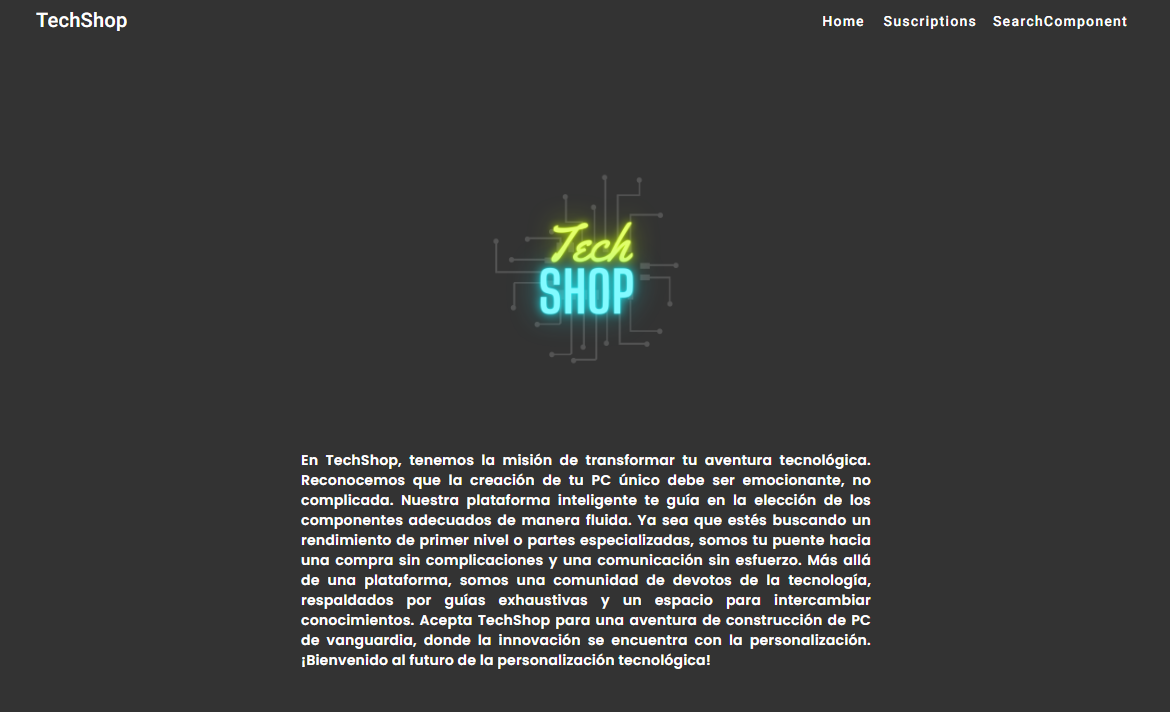 TechShop
Home Suscriptions SearchComponent
Tech
SHOP
En TechShop, tenemos la misión de transformar tu aventura tecnológica.
Reconocemos que la creación de tu PC único debe ser emocionante, no
complicada. Nuestra plataforma inteligente te guía en la elección de los
componentes adecuados de manera fluida. Ya sea que estés buscando un
rendimiento de primer nivel o partes especializadas, somos tu puente hacia
una compra sin complicaciones y una comunicación sin esfuerzo. Más allá
de una plataforma, somos una comunidad de devotos de la tecnología,
respaldados por guías exhaustivas y un espacio para intercambiar
conocimientos. Acepta TechShop para una aventura de construcción de PC
de vanguardia, donde la innovación se encuentra con la personalización.
¡Bienvenido al futuro de la personalización tecnológica!